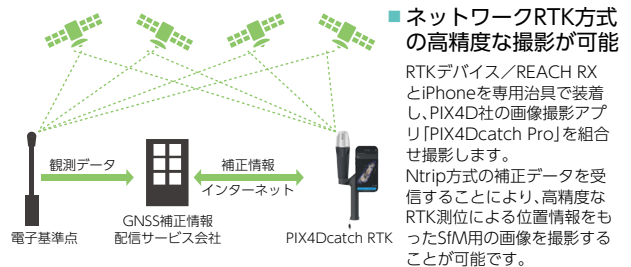 ■ネットワークRTK方式
の高精度な撮影が可能
RTKデバイス／REACH RX
とiPhoneを専用治具で装着
し、PIX4D社の画像撮影アプ
リ「PIX4Dcatch Pro」を組合
せ撮影します。
Ntrip方式の補正データを受
信することにより、高精度な
RTK測位による位置情報をも
ったSfM用の画像を撮影する
ことが可能です。
観測データ
補正情報
インターネット
電子基準点
GNSS補正情報
配信サービス会社
PIX4Dcatch RTK